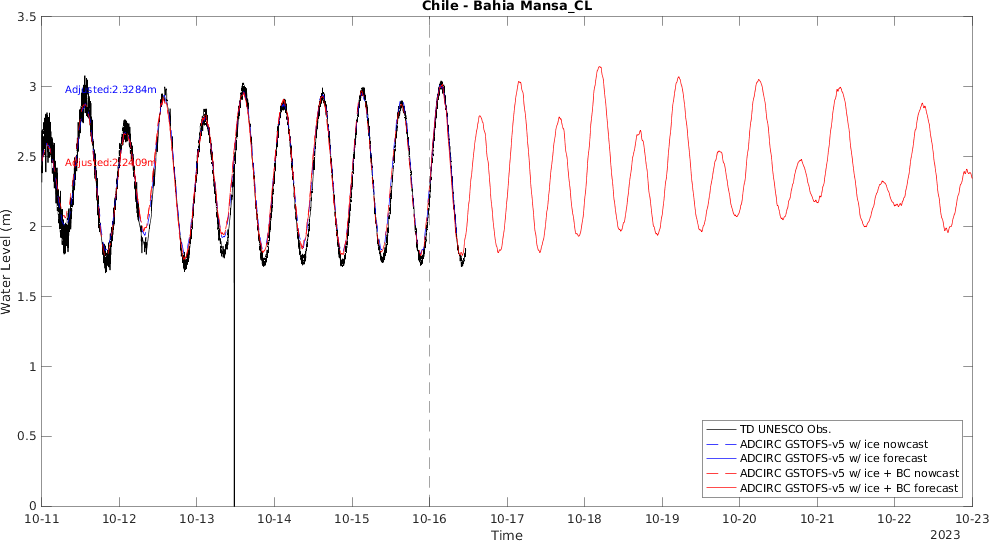 Chile - Bahia Mansa_CL
3.5
3
2.5
2
1.5
1
0.5
0
Water Level (m)
Adjusted:2.3284m
Adjusted:2.2409m
TD UNESCO Obs.
ADCIRC GSTOFS-v5 w/ ice nowcast
ADCIRC GSTOFS-v5 w/ ice forecast
ADCIRC GSTOFS-v5 w/ ice + BC nowcast
ADCIRC GSTOFS-v5 w/ ice + BC forecast
10-11 10-12 10-13 10-14 10-15 10-16 10-17 10-18 10-19 10-20 10-21 10-22 10-23
Time
2023